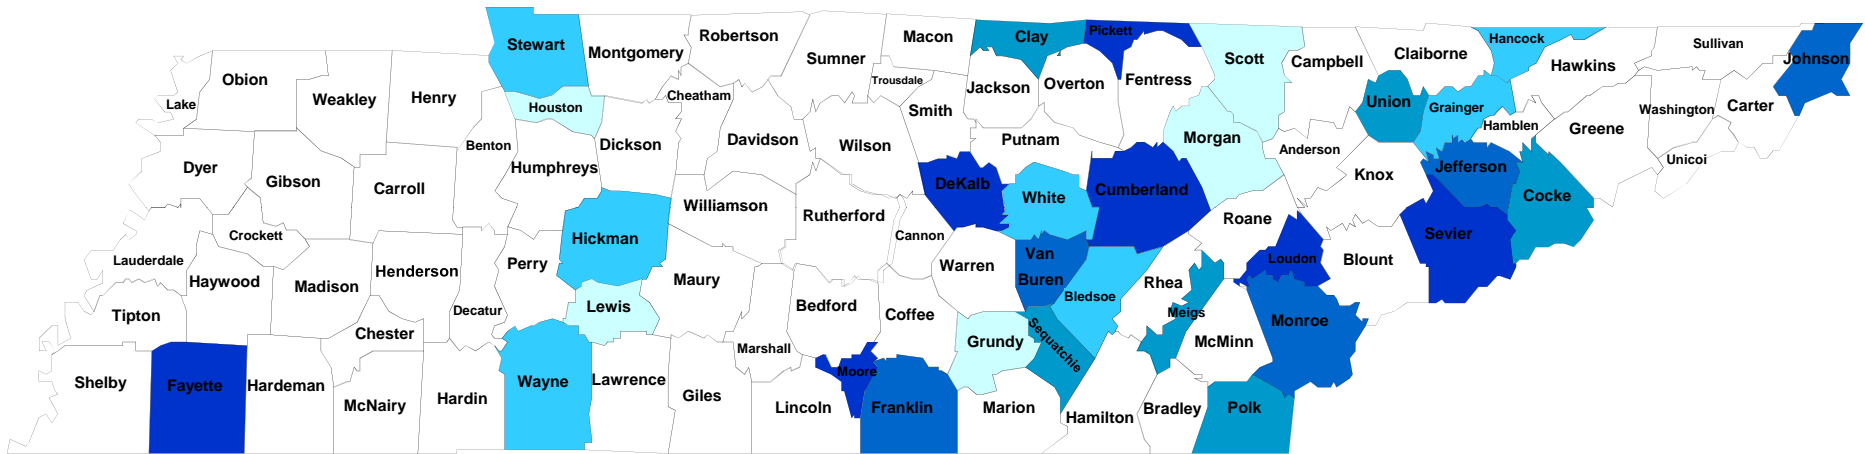 Stewart
Montgomery
Robertson
Sumner
Macon
Clay
Pickett
Scott
Campbell
Claiborne
Hancock
Sullivan
Johnson
Obion
Lake
Weakley
Henry
Houston
Cheatham
Trousdale
Jackson
Overton
Fentress
Union
Grainger
Hawkins
Washington
Carter
Benton
Dickson
Davidson
Wilson
Smith
Putnam
Morgan
Anderson
Hamblen
Greene
Unicoi
Dyer
Gibson
Carroll
Humphreys
Williamson
Rutherford
DeKalb
White
Cumberland
Roane
Knox
Jefferson
Cocke
Crockett
Lauderdale
Haywood
Madison
Henderson
Decatur
Perry
Hickman
Lewis
Maury
Cannon
Warren
Van
Buren
Bledsoe
Rhea
Meigs
Loudon
Blount
Sevier
Tipton
Chester
Bedford
Coffee
Grundy
Sequatchie
McMinn
Monroe
Shelby
Fayette
Hardeman
McNairy
Hardin
Wayne
Lawrence
Giles
Marshall
Lincoln
Moore
Franklin
Marion
Hamilton
Bradley
Polk